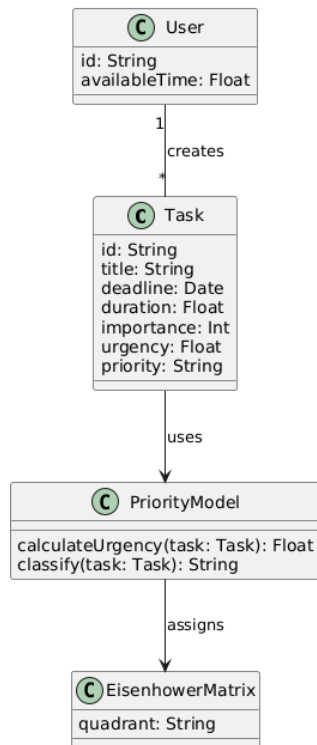 C User
id: String
availableTime: Float
1
creates
*
C Task
id: String
title: String
deadline: Date
duration: Float
importance: Int
urgency: Float
priority: String
uses
C PriorityModel
calculateUrgency(task: Task): Float
classify(task: Task): String
assigns
C EisenhowerMatrix
quadrant: String